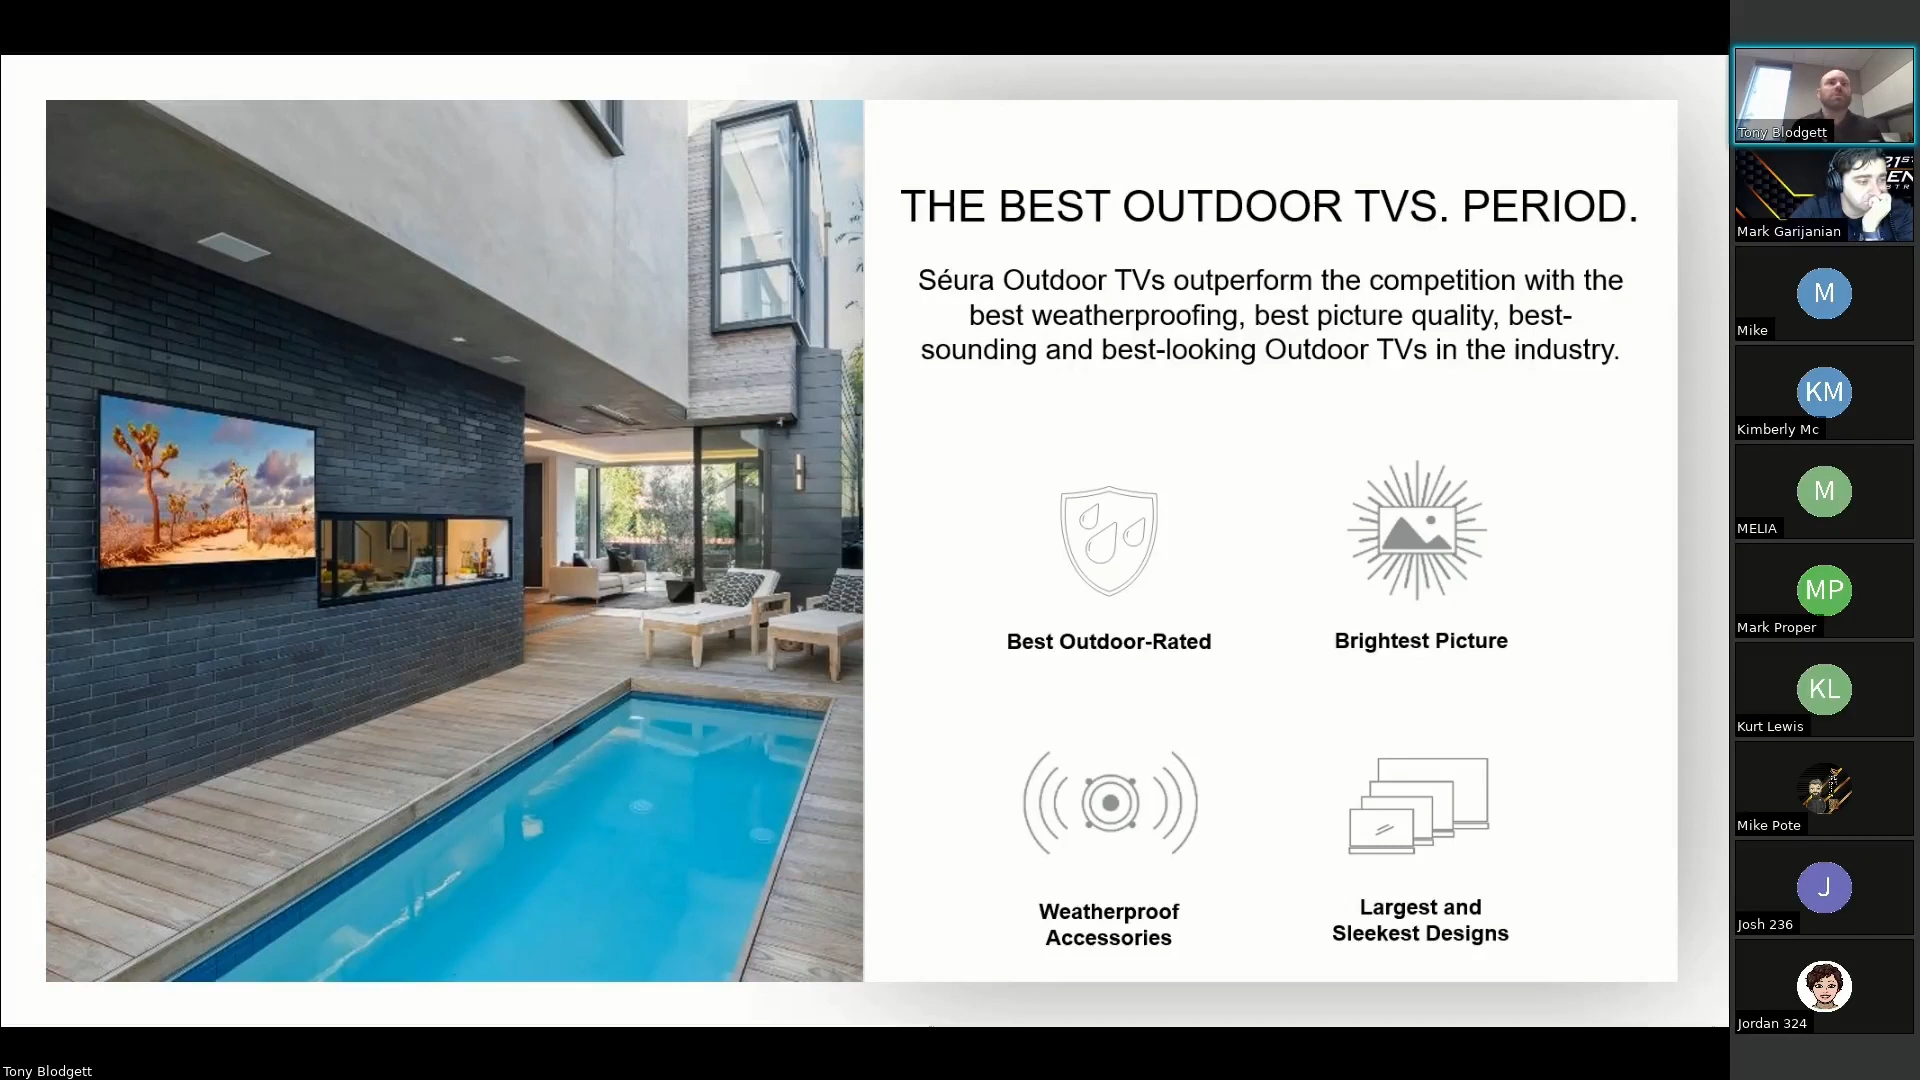 THE BEST OUTDOOR TVS. PERIOD.
Séura Outdoor TVs outperform the competition with the
best weatherproofing, best picture quality, best-
sounding and best-looking Outdoor TVs in the industry.
Best Outdoor-Rated
Brightest Picture
Weatherproof
Accessories
Largest and
Sleekest Designs
Tony Blodgett
21ST
EN
STR
Mark Garijanian
M
Mike
KM
Kimberly Mc
M
MELIA
MP
Mark Proper
KL
Kurt Lewis
Mike Pote
J
Josh 236
Jordan 324
Tony Blodgett